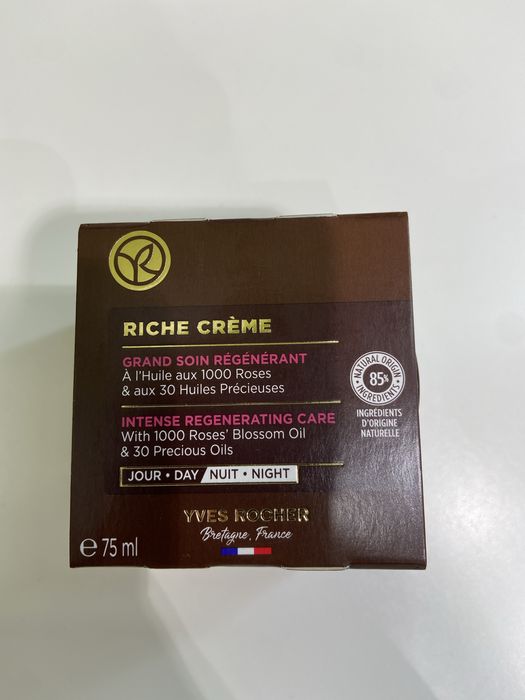 RICHE CRÈME
GRAND SOIN RÉGÉNÉRANT
À l'Huile aux 1000 Roses
& aux 30 Huiles Précieuses
INTENSE REGENERATING CARE
With 1000 Roses' Blossom Oil
& 30 Precious Oils
JOUR • DAY NUIT • NIGHT
• NATURAL ORIGIN •
85%
INGREDIENTS
INGRÉDIENTS
D'ORIGINE
NATURELLE
YVES ROCHER
Bretagne, France
e 75 ml